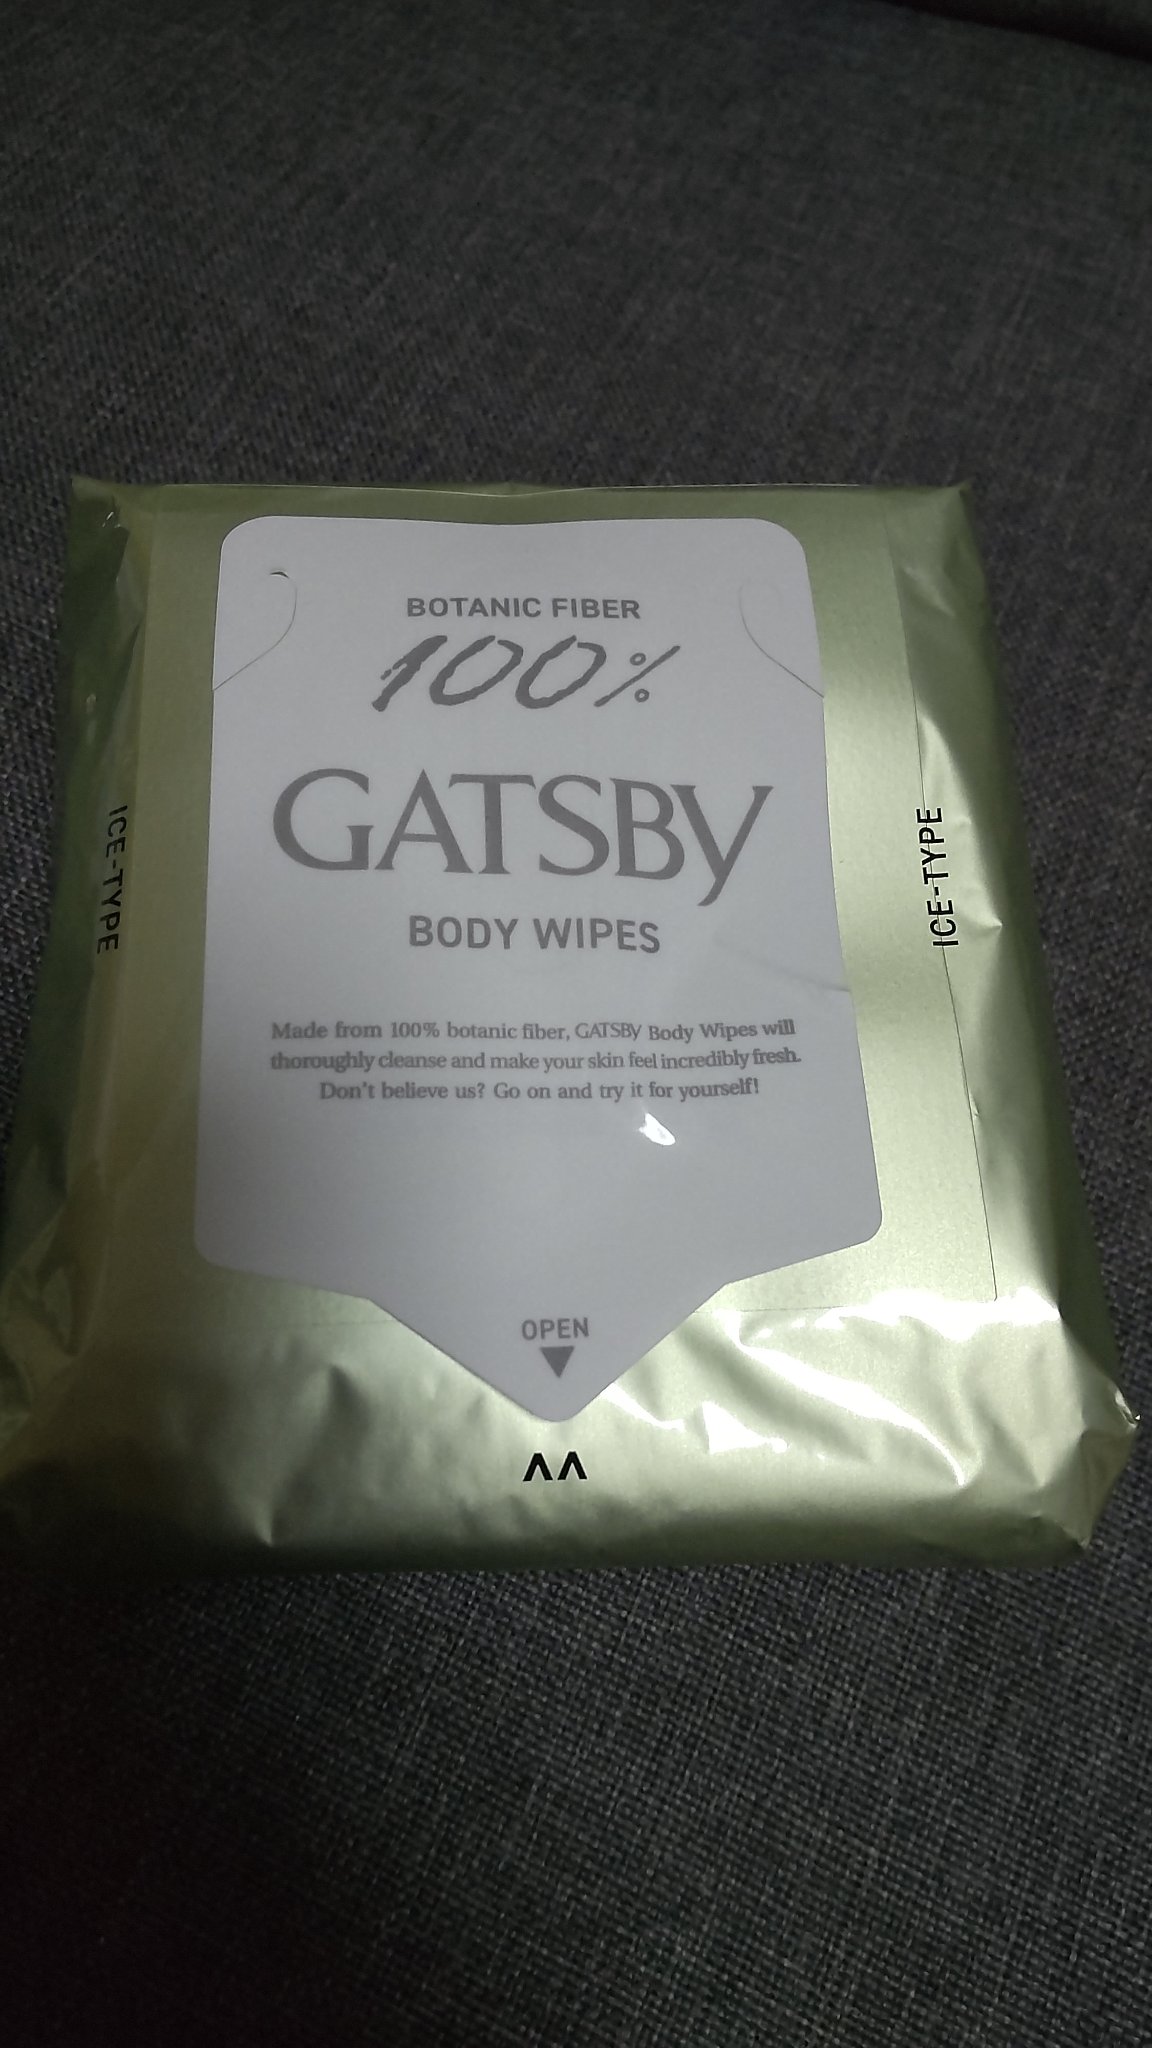 BOTANIC FIBER
100%
GATSBY
BODY WIPES
Made from 100% botanic fiber, GATSBY Body Wipes will
thoroughly cleanse and make your skin feel incredibly fresh.
Don't believe us? Go on and try it for yourself!
OPEN
ICE-TYPE
ICE-TYPE